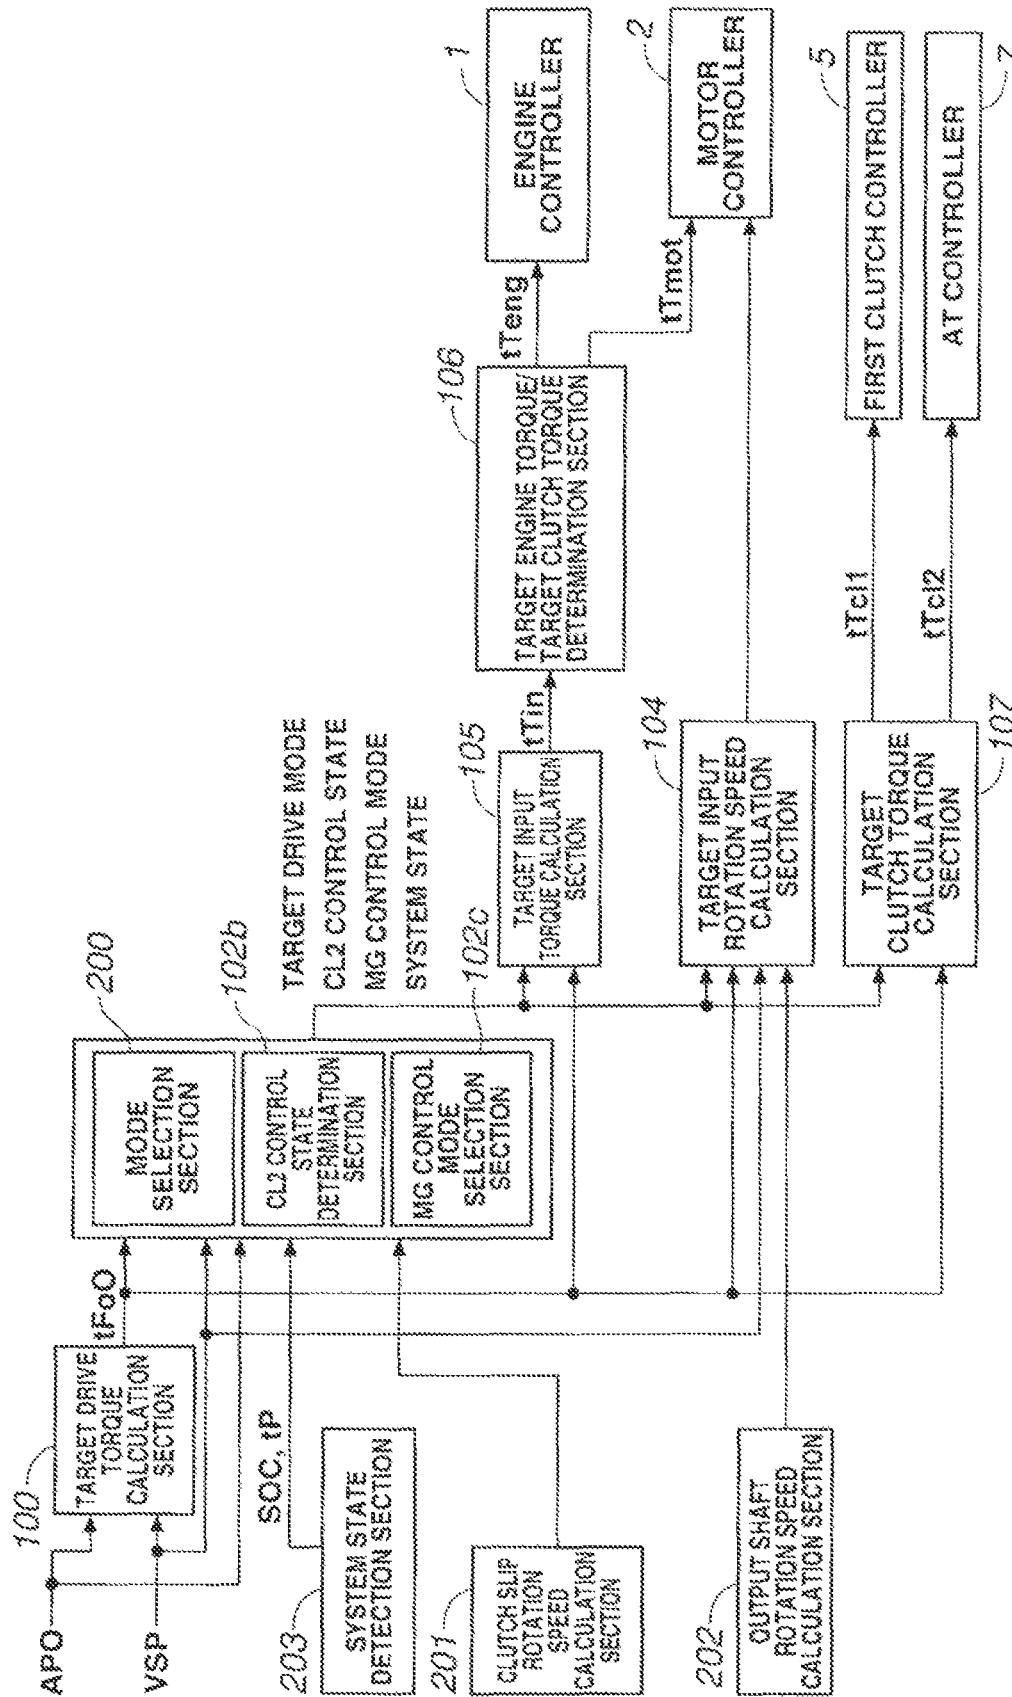 APO
VSP
100
TARGET DRIVE
TORQUE
CALCULATION
SECTION
tFoO
203
SYSTEM STATE
DETECTION SECTION
SOC, tP
201
CLUTCH SLIP
ROTATION
SPEED
CALCULATION
SECTION
202
OUTPUT SHAFT
ROTATION SPEED
CALCULATION SECTION
200
MODE
SELECTION
SECTION
102b
CL2 CONTROL
STATE
DETERMINATION
SECTION
102c
MG CONTROL
MODE
SELECTION
SECTION
TARGET DRIVE MODE
CL2 CONTROL STATE
MG CONTROL MODE
SYSTEM STATE
105
TARGET INPUT
TORQUE CALCULATION
SECTION
tTin
104
TARGET INPUT
ROTATION SPEED
CALCULATION
SECTION
TARGET
CLUTCH TORQUE
CALCULATION
SECTION
107
106
TARGET ENGINE TORQUE/
TARGET CLUTCH TORQUE
DETERMINATION SECTION
tTeng
tTmot
tTcl1
tTcl2
1
ENGINE
CONTROLLER
2
MOTOR
CONTROLLER
5
FIRST CLUTCH CONTROLLER
AT CONTROLLER
7